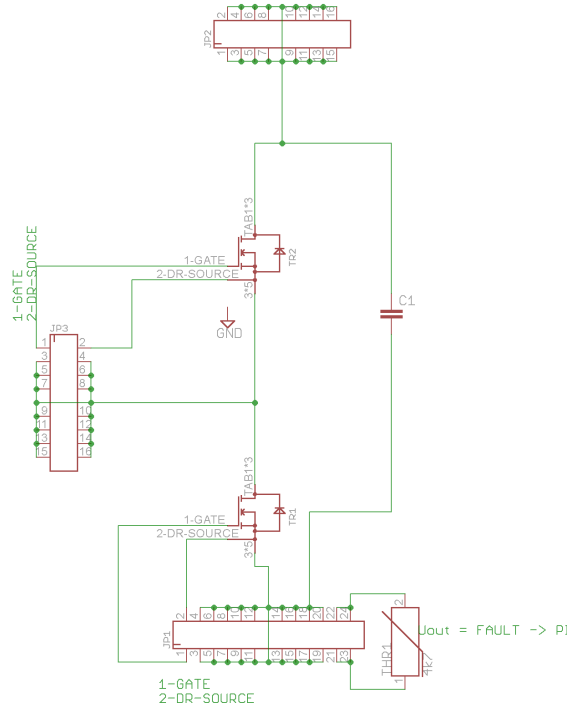 2 4 6 8 10 12 14 16
JP2
1 3 5 7 9 11 13 15
TAB1*3
1-GATE
2-DR-SOURCE
TR2
3*5
GND
C1
1-GATE
2-DR-SOURCE
JP3
1 2
3 4
5 6
7 8
9 10
11 12
13 14
15 16
TAB1*3
1-GATE
2-DR-SOURCE
TR1
3*5
2 4 6 8 10 12 14 16 18 20 22 24
JP1
1 3 5 7 9 11 13 15 17 19 21 23
2
THR1
4k7
1
Jout = FAULT -> PI
1-GATE
2-DR-SOURCE